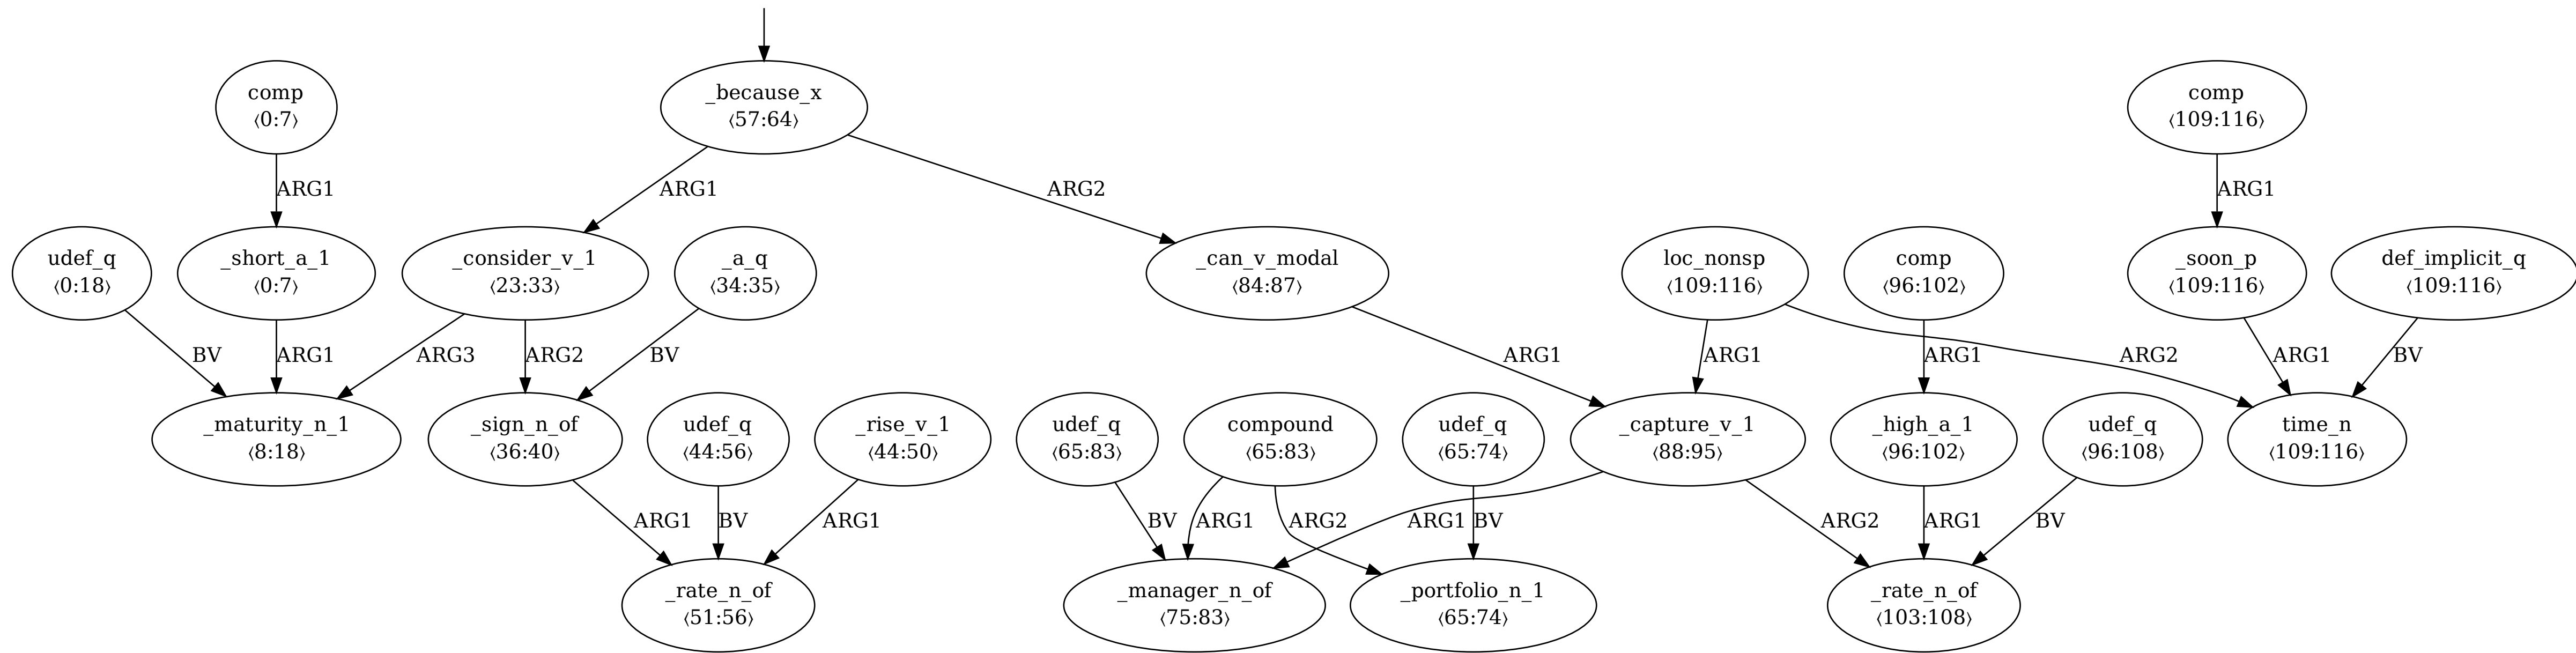 comp
⟨0:7⟩
_because_x
⟨57:64⟩
comp
⟨109:116⟩
ARG1
ARG1
ARG2
ARG1
udef_q
⟨0:18⟩
_short_a_1
⟨0:7⟩
_consider_v_1
⟨23:33⟩
_a_q
⟨34:35⟩
_can_v_modal
⟨84:87⟩
loc_nonsp
⟨109:116⟩
comp
⟨96:102⟩
_soon_p
⟨109:116⟩
def_implicit_q
⟨109:116⟩
BV
ARG1
ARG3
ARG2
BV
ARG1
ARG1
ARG1
ARG2
ARG1
BV
_maturity_n_1
⟨8:18⟩
_sign_n_of
⟨36:40⟩
udef_q
⟨44:56⟩
_rise_v_1
⟨44:50⟩
udef_q
⟨65:83⟩
compound
⟨65:83⟩
udef_q
⟨65:74⟩
_capture_v_1
⟨88:95⟩
_high_a_1
⟨96:102⟩
udef_q
⟨96:108⟩
time_n
⟨109:116⟩
ARG1
BV
ARG1
BV
ARG1
ARG2
ARG1
BV
ARG2
ARG1
BV
_rate_n_of
⟨51:56⟩
_manager_n_of
⟨75:83⟩
_portfolio_n_1
⟨65:74⟩
_rate_n_of
⟨103:108⟩